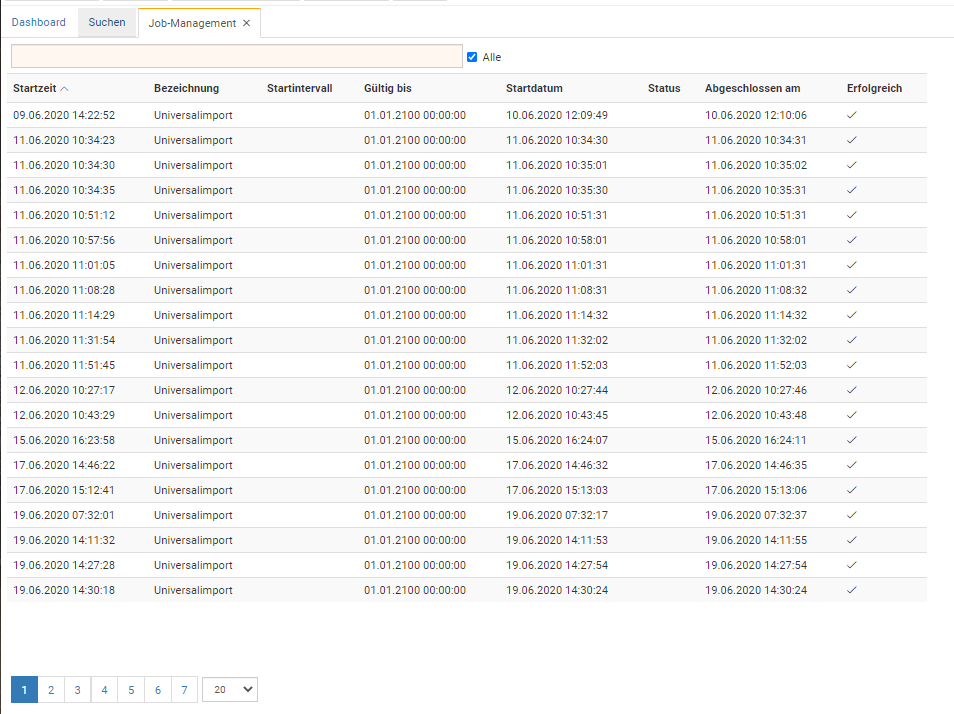 Dashboard Suchen Job-Management ×
Alle
Startzeit Bezeichnung Startintervall Gültig bis Startdatum Status Abgeschlossen am Erfolgreich
09.06.2020 14:22:52 Universalimport 01.01.2100 00:00:00 10.06.2020 12:09:49 10.06.2020 12:10:06
11.06.2020 10:34:23 Universalimport 01.01.2100 00:00:00 11.06.2020 10:34:30 11.06.2020 10:34:31
11.06.2020 10:34:30 Universalimport 01.01.2100 00:00:00 11.06.2020 10:35:01 11.06.2020 10:35:02
11.06.2020 10:34:35 Universalimport 01.01.2100 00:00:00 11.06.2020 10:35:30 11.06.2020 10:35:31
11.06.2020 10:51:12 Universalimport 01.01.2100 00:00:00 11.06.2020 10:51:31 11.06.2020 10:51:31
11.06.2020 10:57:56 Universalimport 01.01.2100 00:00:00 11.06.2020 10:58:01 11.06.2020 10:58:01
11.06.2020 11:01:05 Universalimport 01.01.2100 00:00:00 11.06.2020 11:01:31 11.06.2020 11:01:31
11.06.2020 11:08:28 Universalimport 01.01.2100 00:00:00 11.06.2020 11:08:31 11.06.2020 11:08:32
11.06.2020 11:14:29 Universalimport 01.01.2100 00:00:00 11.06.2020 11:14:32 11.06.2020 11:14:32
11.06.2020 11:31:54 Universalimport 01.01.2100 00:00:00 11.06.2020 11:32:02 11.06.2020 11:32:02
11.06.2020 11:51:45 Universalimport 01.01.2100 00:00:00 11.06.2020 11:52:03 11.06.2020 11:52:03
12.06.2020 10:27:17 Universalimport 01.01.2100 00:00:00 12.06.2020 10:27:44 12.06.2020 10:27:46
12.06.2020 10:43:29 Universalimport 01.01.2100 00:00:00 12.06.2020 10:43:45 12.06.2020 10:43:48
15.06.2020 16:23:58 Universalimport 01.01.2100 00:00:00 15.06.2020 16:24:07 15.06.2020 16:24:11
17.06.2020 14:46:22 Universalimport 01.01.2100 00:00:00 17.06.2020 14:46:32 17.06.2020 14:46:35
17.06.2020 15:12:41 Universalimport 01.01.2100 00:00:00 17.06.2020 15:13:03 17.06.2020 15:13:06
19.06.2020 07:32:01 Universalimport 01.01.2100 00:00:00 19.06.2020 07:32:17 19.06.2020 07:32:37
19.06.2020 14:11:32 Universalimport 01.01.2100 00:00:00 19.06.2020 14:11:53 19.06.2020 14:11:55
19.06.2020 14:27:28 Universalimport 01.01.2100 00:00:00 19.06.2020 14:27:54 19.06.2020 14:27:54
19.06.2020 14:30:18 Universalimport 01.01.2100 00:00:00 19.06.2020 14:30:24 19.06.2020 14:30:24
1 2 3 4 5 6 7 20